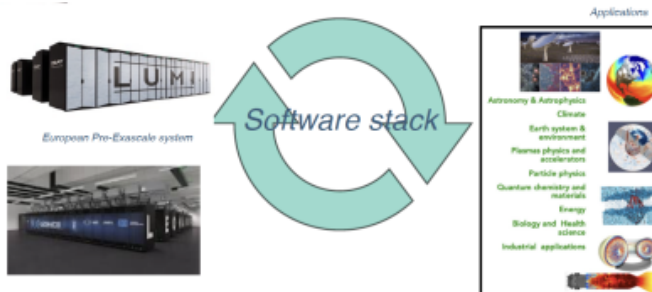 Applications
LUMI
European Pre-Exascale system
Software stack
Astronomy & Astrophysics
Climate
Earth system &
environment
Plasmas physics and
accelerators
Particle physics
Quantum chemistry and
materials
Energy
Biology and Health
science
Industrial applications